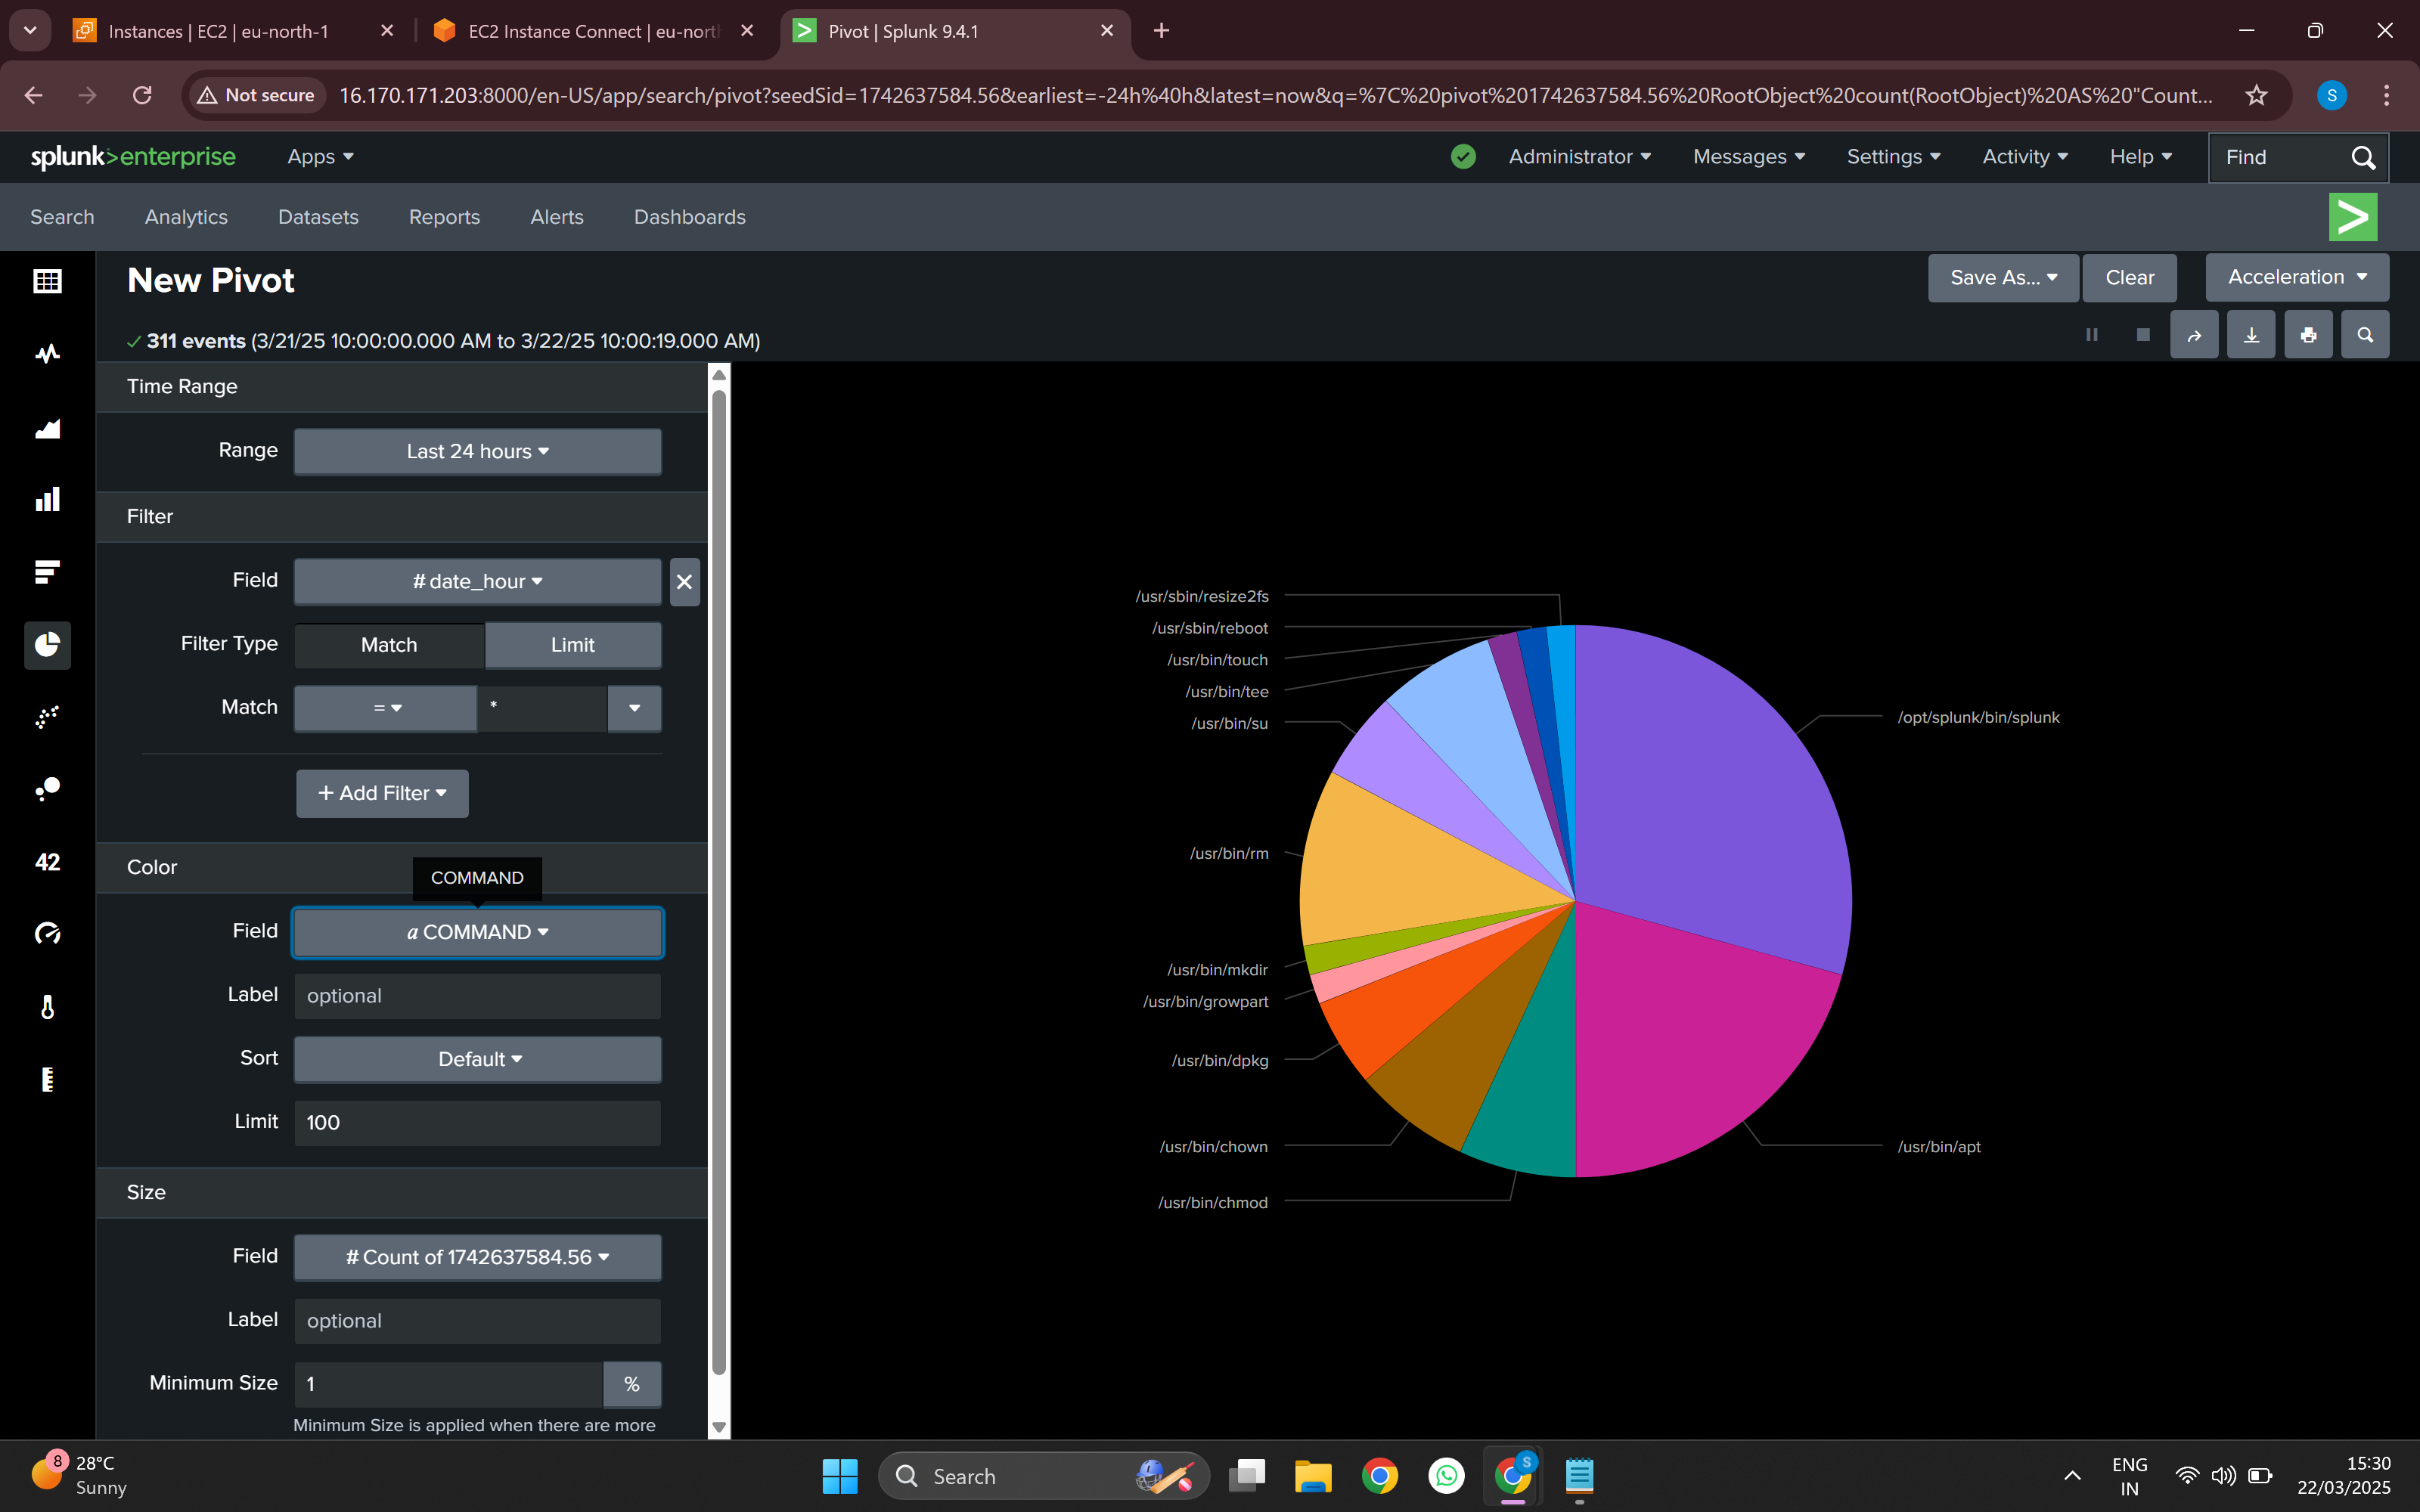 Instances | EC2 | eu-north-1
EC2 Instance Connect | eu-nort
Pivot | Splunk 9.4.1
Not secure
16.170.171.203:8000/en-US/app/search/pivot?seedSid=1742637584.56&earliest=-24h%40h&latest=now&q=%7C%20pivot%201742637584.56%20RootObject%20count(RootObject)%20AS%20"Count...
S
splunk>enterprise
Apps
Administrator
Messages
Settings
Activity
Help
Find
Search
Analytics
Datasets
Reports
Alerts
Dashboards
New Pivot
Save As...
Clear
Acceleration
311 events (3/21/25 10:00:00.000 AM to 3/22/25 10:00:19.000 AM)
Time Range
Range
Last 24 hours
Filter
Field
# date_hour
Filter Type
Match
Limit
Match
=
*
+ Add Filter
42
Color
COMMAND
Field
a COMMAND
Label
optional
Sort
Default
Limit
100
Size
Field
# Count of 1742637584.56
Label
optional
Minimum Size
1
%
Minimum Size is applied when there are more
/usr/sbin/resize2fs
/usr/sbin/reboot
/usr/bin/touch
/usr/bin/tee
/usr/bin/su
/opt/splunk/bin/splunk
/usr/bin/rm
/usr/bin/mkdir
/usr/bin/growpart
/usr/bin/dpkg
/usr/bin/chown
/usr/bin/apt
/usr/bin/chmod
8
28°C
Sunny
Search
S
ENG
IN
15:30
22/03/2025